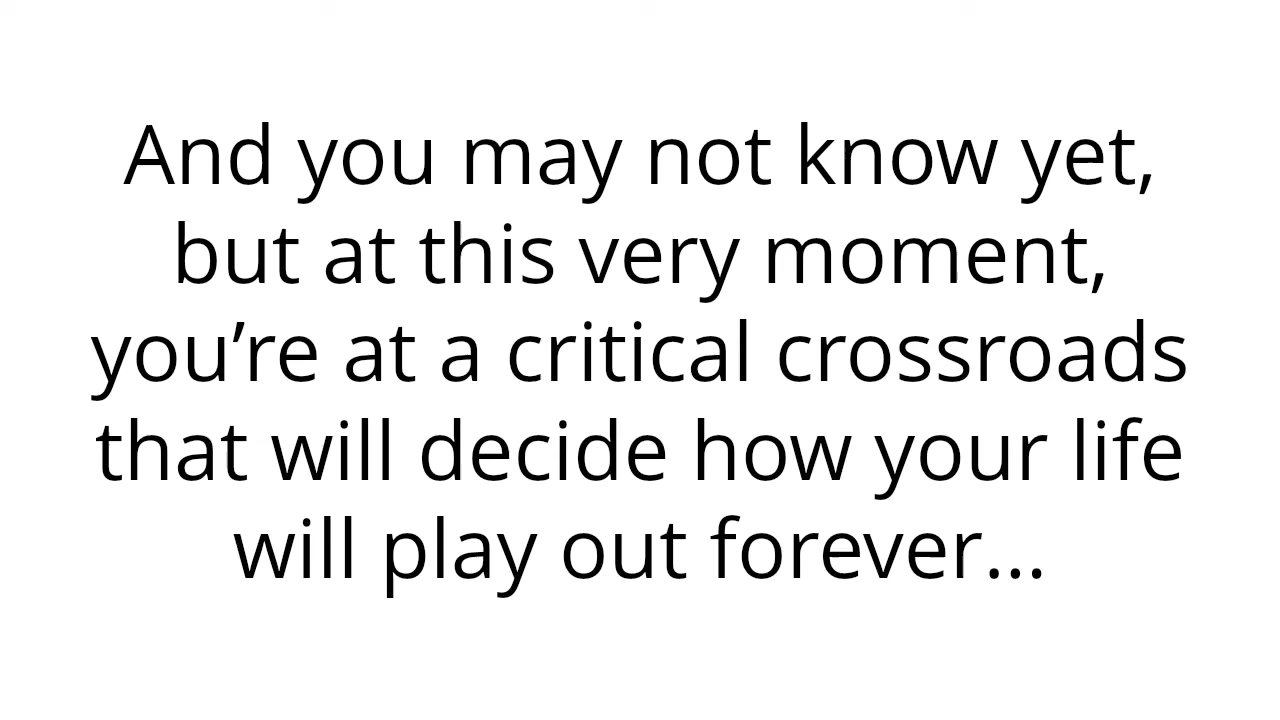 And you may not know yet,
but at this very moment,
you’re at a critical crossroads
that will decide how your life
will play out forever...